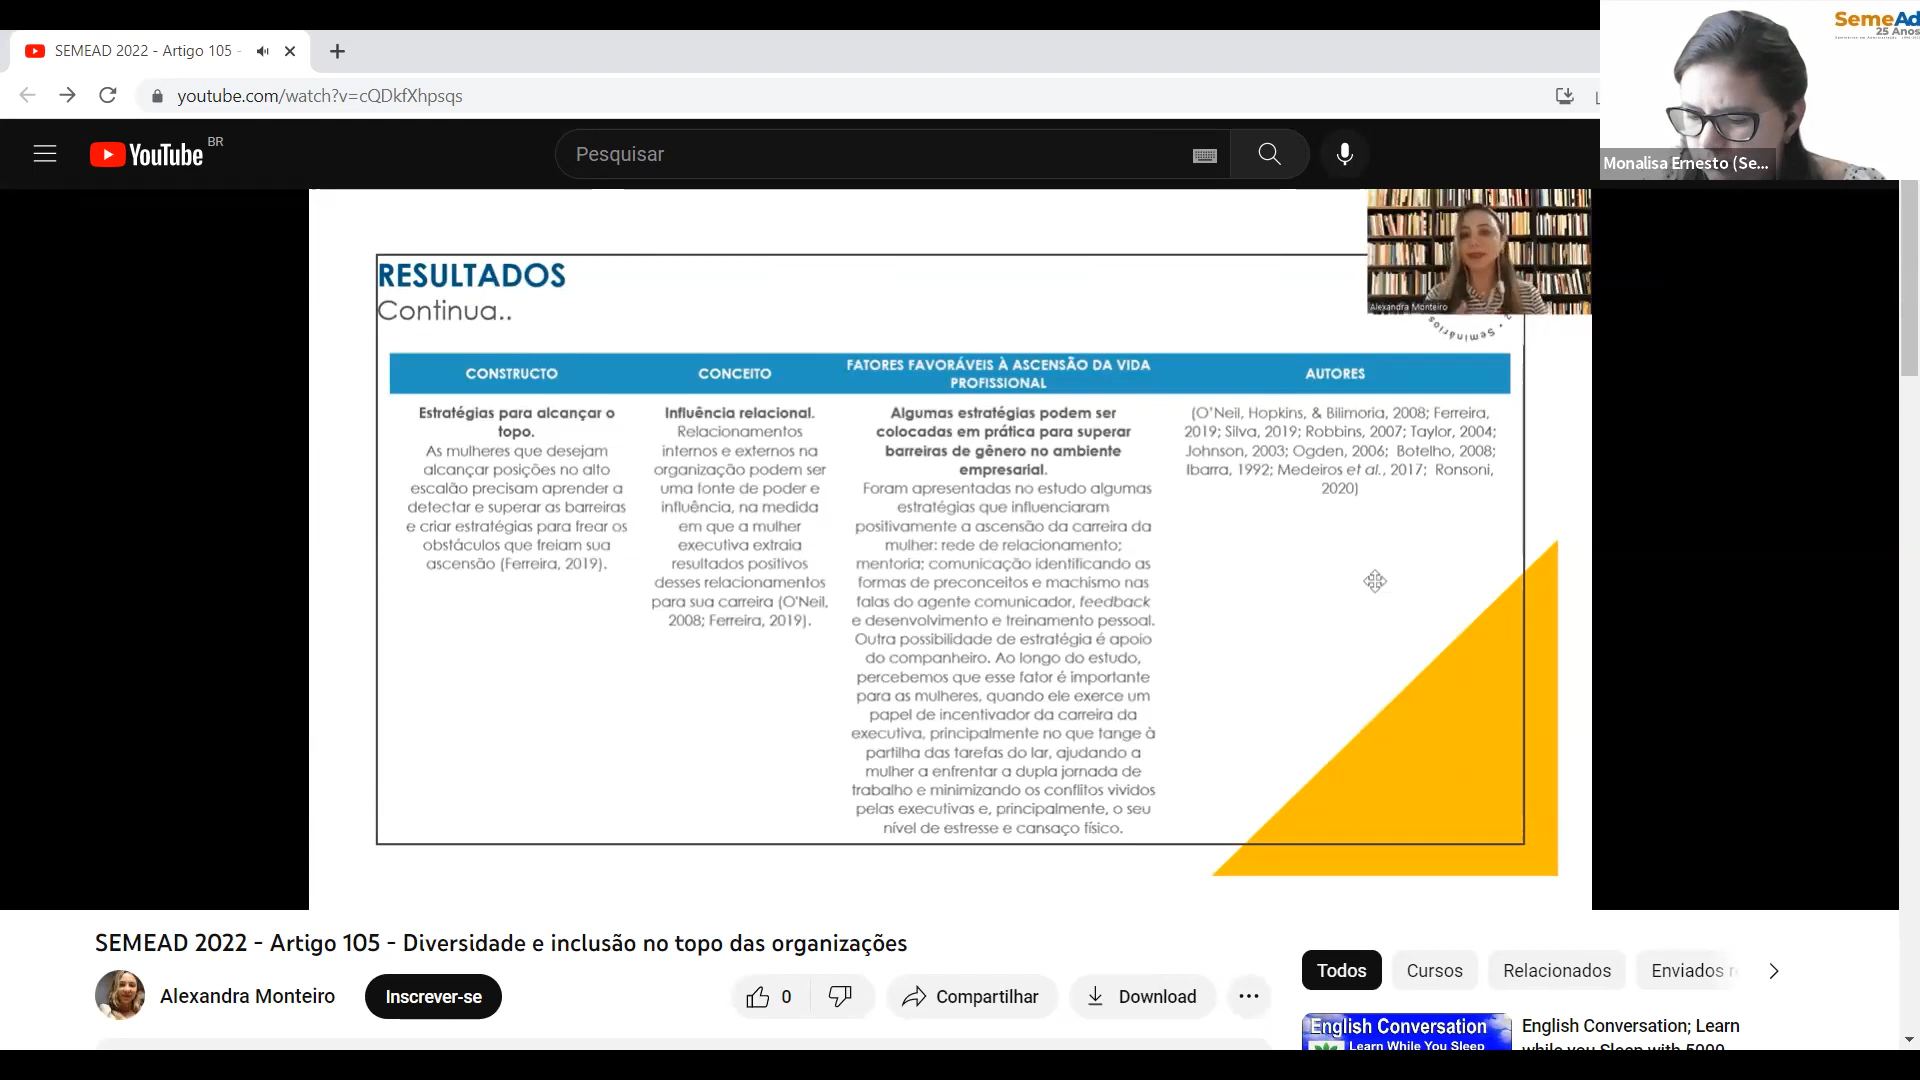 SEMEAD 2022 - Artigo 105 -
youtube.com/watch?v=cQDkfXhpsqs
SemeAd
25 Anos
Monalisa Ernesto (Se...
YouTube
BR
Pesquisar
Alexandra Monteiro
Seminários
RESULTADOS
Continua..
CONSTRUCTO
CONCEITO
FATORES FAVORÁVEIS À ASCENSÃO DA VIDA
PROFISSIONAL
AUTORES
Estratégias para alcançar o
topo.
As mulheres que desejam
alcançar posições no alto
escalão precisam aprender a
detectar e superar as barreiras
e criar estratégias para frear os
obstáculos que freiam sua
ascensão (Ferreira, 2019).
Influência relacional.
Relacionamentos
internos e externos na
organização podem ser
uma fonte de poder e
influência, na medida
em que a mulher
executiva extraia
resultados positivos
desses relacionamentos
para sua carreira (O'Neil,
2008; Ferreira, 2019).
Algumas estratégias podem ser
colocadas em prática para superar
barreiras de gênero no ambiente
empresarial.
Foram apresentadas no estudo algumas
estratégias que influenciaram
positivamente a ascensão da carreira da
mulher: rede de relacionamento;
mentoria; comunicação identificando as
formas de preconceitos e machismo nas
falas do agente comunicador, feedback
e desenvolvimento e treinamento pessoal.
Outra possibilidade de estratégia é apoio
do companheiro. Ao longo do estudo,
percebemos que esse fator é importante
para as mulheres, quando ele exerce um
papel de incentivador da carreira da
executiva, principalmente no que tange à
partilha das tarefas do lar, ajudando a
mulher a enfrentar a dupla jornada de
trabalho e minimizando os conflitos vividos
pelas executivas e, principalmente, o seu
nível de estresse e cansaço físico.
(O'Neil, Hopkins, & Bilimoria, 2008; Ferreira,
2019; Silva, 2019; Robbins, 2007; Taylor, 2004;
Johnson, 2003; Ogden, 2006; Botelho, 2008;
Ibarra, 1992; Medeiros et al., 2017; Ronsoni,
2020)
SEMEAD 2022 - Artigo 105 - Diversidade e inclusão no topo das organizações
Alexandra Monteiro
Inscrever-se
0
Compartilhar
Download
Todos
Cursos
Relacionados
Enviados
English Conversation
Learn While You Sleep
English Conversation; Learn
while you Sleep with 5000